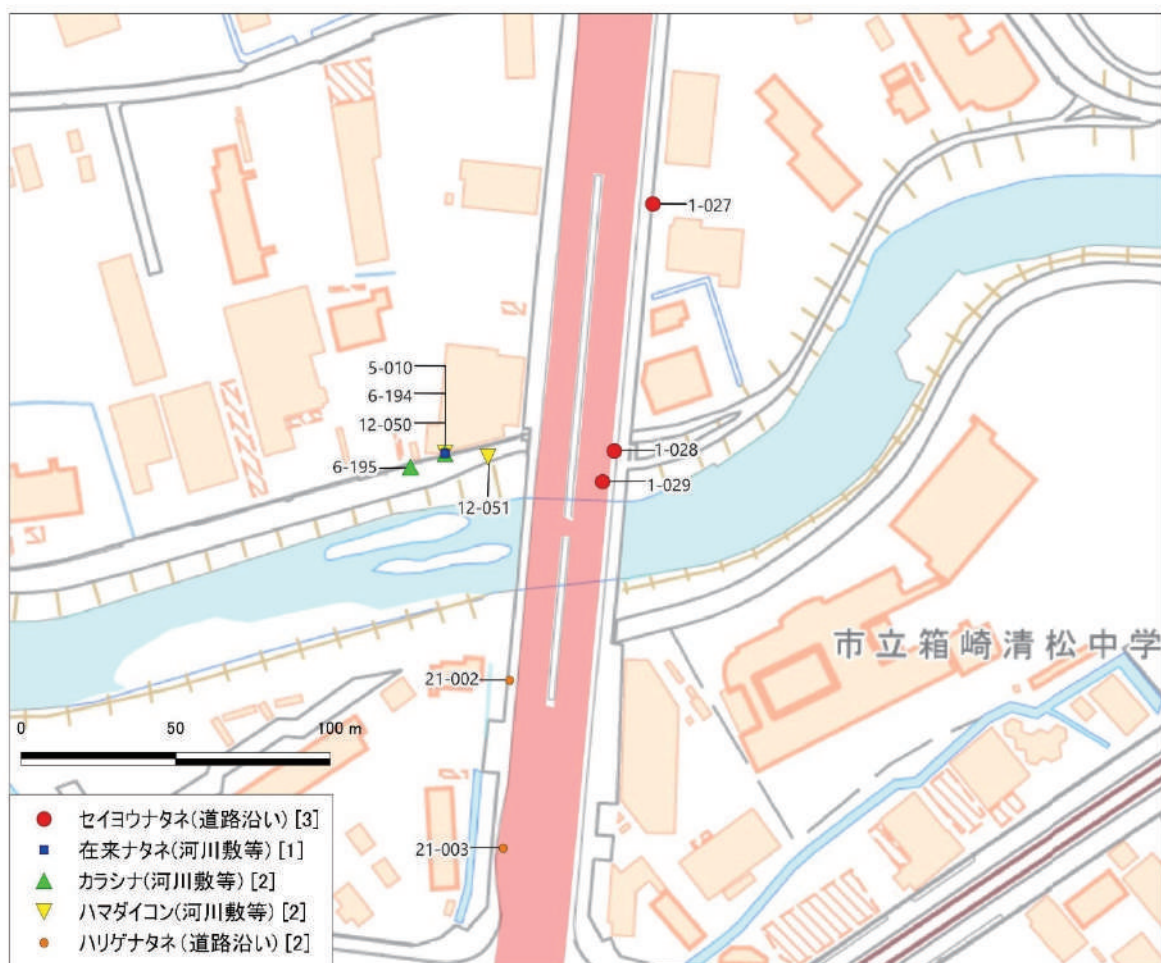 1-027
5-010
6-194
12-050
6-195
12-051
1-028
1-029
市立箱崎清松中学
21-002
0 50 100 m
21-003
セイヨウナタネ(道路沿い) [3]
在来ナタネ(河川敷等) [1]
カラシナ(河川敷等) [2]
ハマダイコン(河川敷等) [2]
ハリゲナタネ(道路沿い) [2]